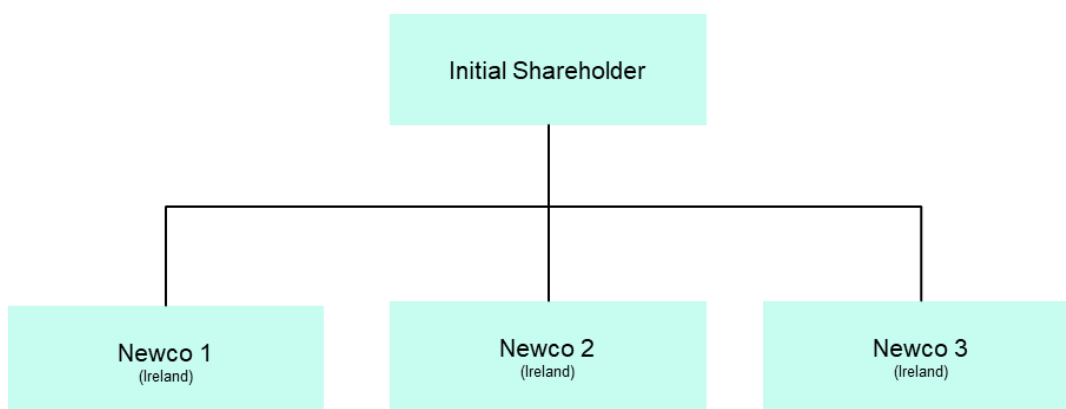 Initial Shareholder
Newco 1
(Ireland)
Newco 2
(Ireland)
Newco 3
(Ireland)